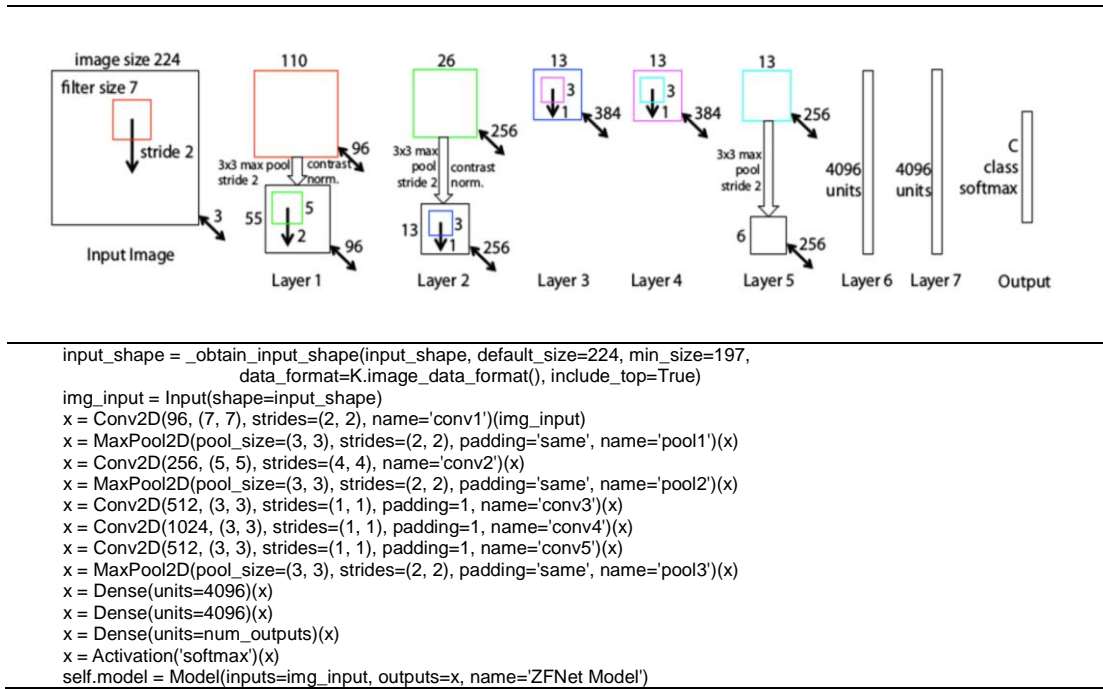 image size 224
filter size 7
stride 2
3
Input Image
110
96
3x3 max pool
stride 2
contrast
norm.
55
5
2
96
Layer 1
26
256
3x3 max
pool
stride 2
contrast
norm.
13
3
1
256
Layer 2
13
3
1
384
Layer 3
13
3
1
384
Layer 4
13
256
3x3 max
pool
stride 2
6
256
Layer 5
4096
units
Layer 6
4096
units
Layer 7
C
class
softmax
Output
input_shape = _obtain_input_shape(input_shape, default_size=224, min_size=197,
data_format=K.image_data_format(), include_top=True)
img_input = Input(shape=input_shape)
x = Conv2D(96, (7, 7), strides=(2, 2), name='conv1')(img_input)
x = MaxPool2D(pool_size=(3, 3), strides=(2, 2), padding='same', name='pool1')(x)
x = Conv2D(256, (5, 5), strides=(4, 4), name='conv2')(x)
x = MaxPool2D(pool_size=(3, 3), strides=(2, 2), padding='same', name='pool2')(x)
x = Conv2D(512, (3, 3), strides=(1, 1), padding=1, name='conv3')(x)
x = Conv2D(1024, (3, 3), strides=(1, 1), padding=1, name='conv4')(x)
x = Conv2D(512, (3, 3), strides=(1, 1), padding=1, name='conv5')(x)
x = MaxPool2D(pool_size=(3, 3), strides=(2, 2), padding='same', name='pool3')(x)
x = Dense(units=4096)(x)
x = Dense(units=4096)(x)
x = Dense(units=num_outputs)(x)
x = Activation('softmax')(x)
self.model = Model(inputs=img_input, outputs=x, name='ZFNet Model')